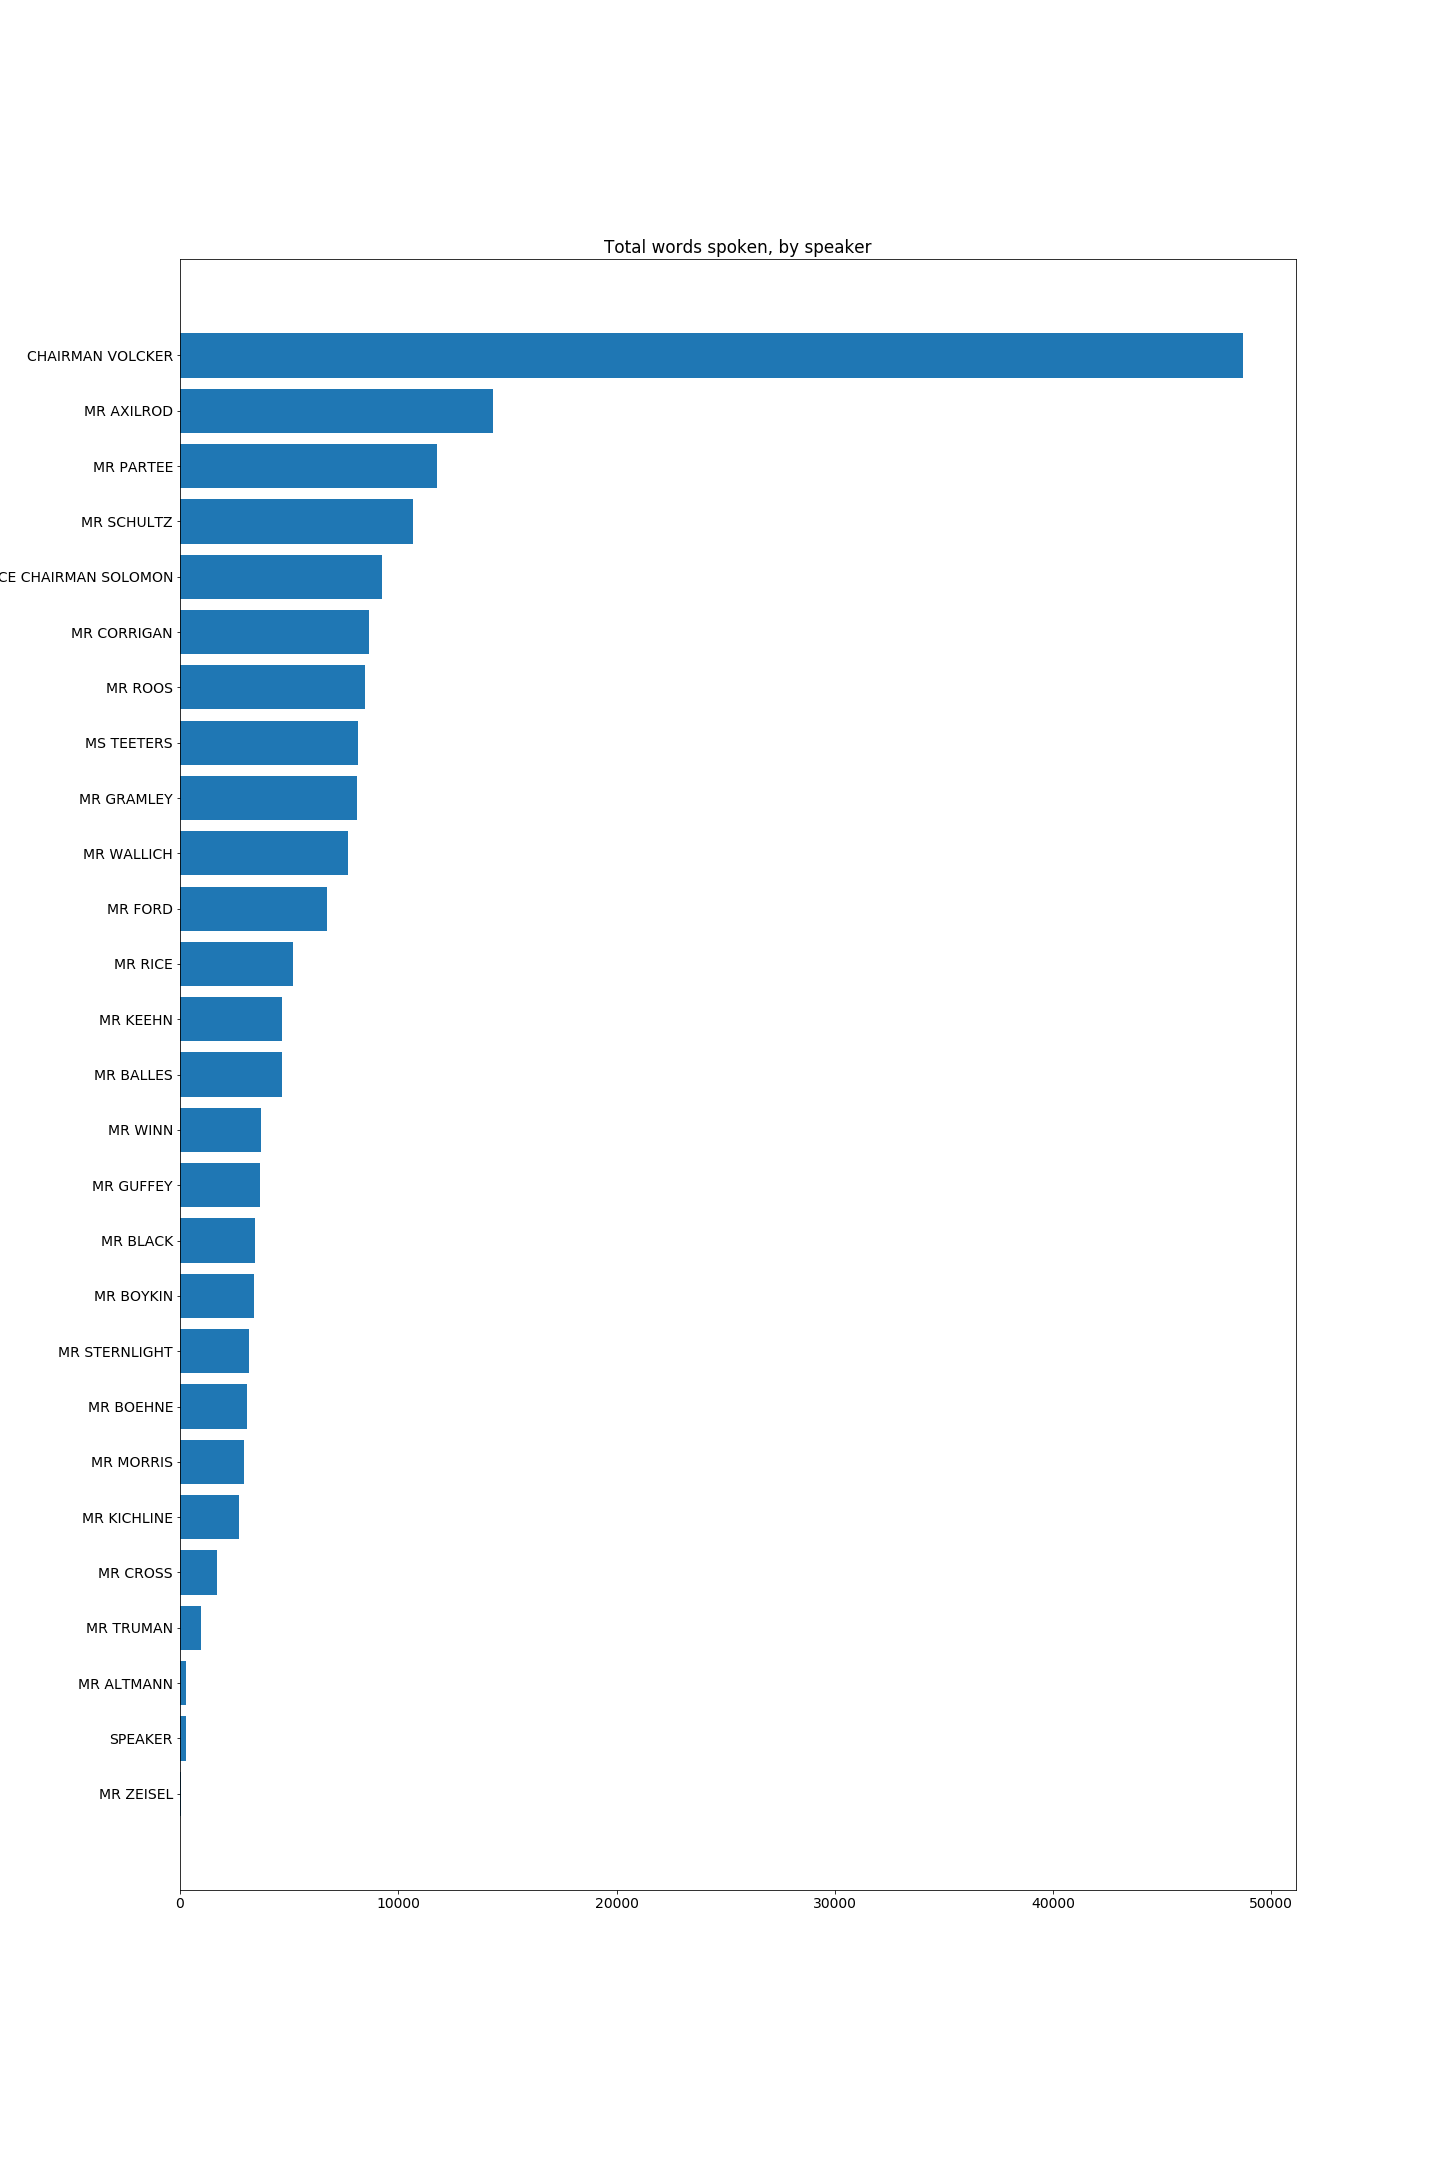 Total words spoken, by speaker
CHAIRMAN VOLCKER
MR AXILROD
MR PARTEE
MR SCHULTZ
CE CHAIRMAN SOLOMON
MR CORRIGAN
MR ROOS
MS TEETERS
MR GRAMLEY
MR WALLICH
MR FORD
MR RICE
MR KEEHN
MR BALLES
MR WINN
MR GUFFEY
MR BLACK
MR BOYKIN
MR STERNLIGHT
MR BOEHNE
MR MORRIS
MR KICHLINE
MR CROSS
MR TRUMAN
MR ALTMANN
SPEAKER
MR ZEISEL
0 10000 20000 30000 40000 50000